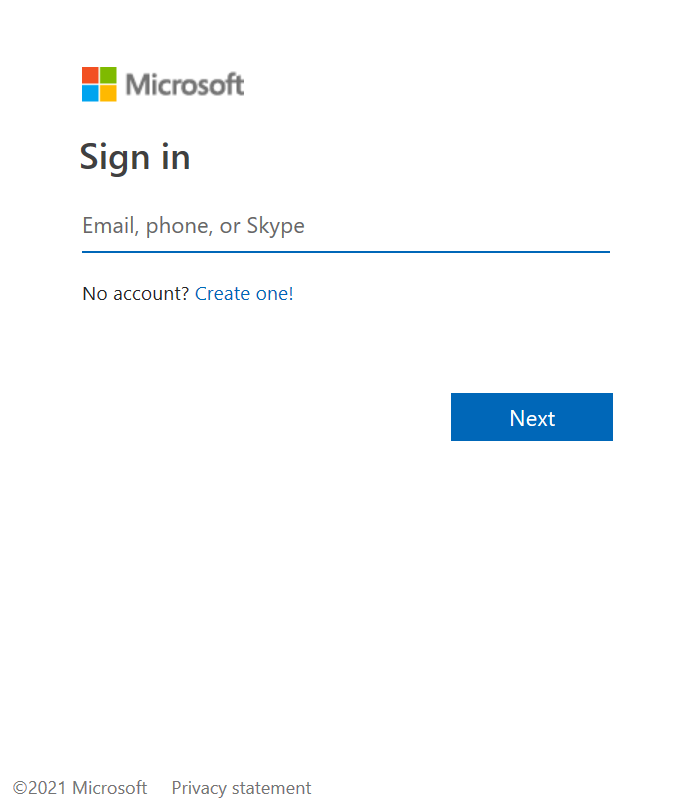 Microsoft
Sign in
Email, phone, or Skype
No account? Create one!
Next
©2021 Microsoft Privacy statement